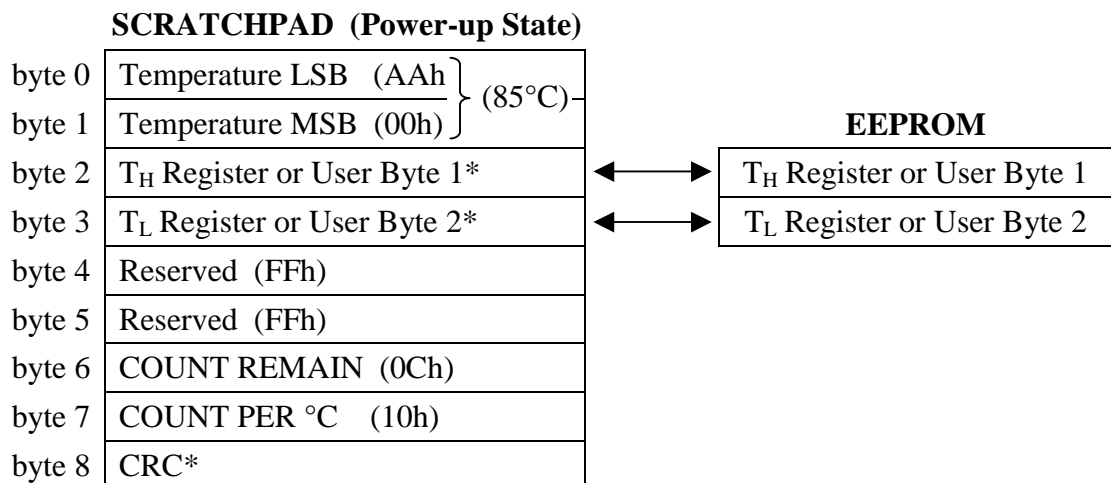 SCRATCHPAD (Power-up State)
byte 0 Temperature LSB (AAh
(85°C)
byte 1 Temperature MSB (00h)
EEPROM
byte 2 TH Register or User Byte 1* TH Register or User Byte 1
byte 3 TL Register or User Byte 2* TL Register or User Byte 2
byte 4 Reserved (FFh)
byte 5 Reserved (FFh)
byte 6 COUNT REMAIN (0Ch)
byte 7 COUNT PER °C (10h)
byte 8 CRC*